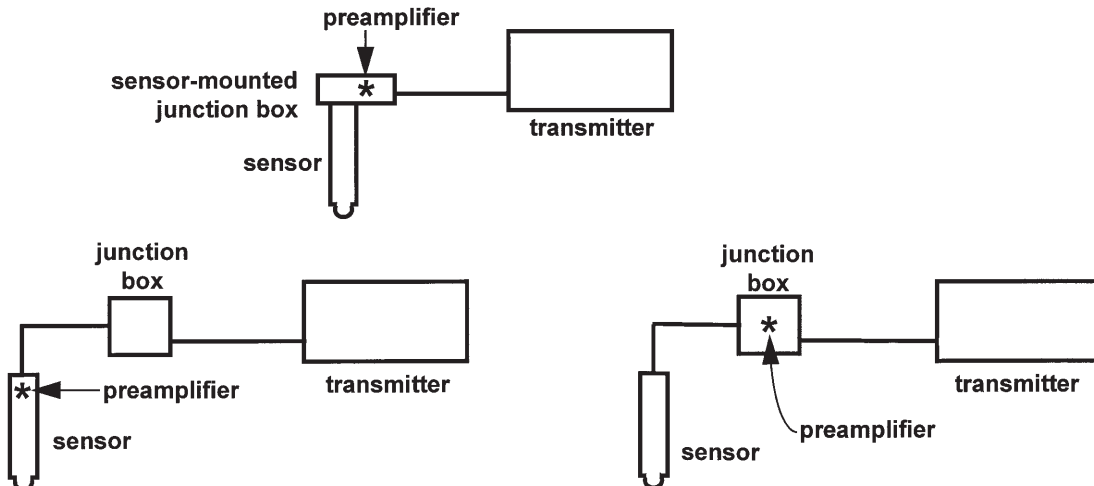 preamplifier
sensor-mounted
junction box
*
transmitter
sensor
junction
box
transmitter
*
preamplifier
sensor
junction
box
*
transmitter
preamplifier
sensor